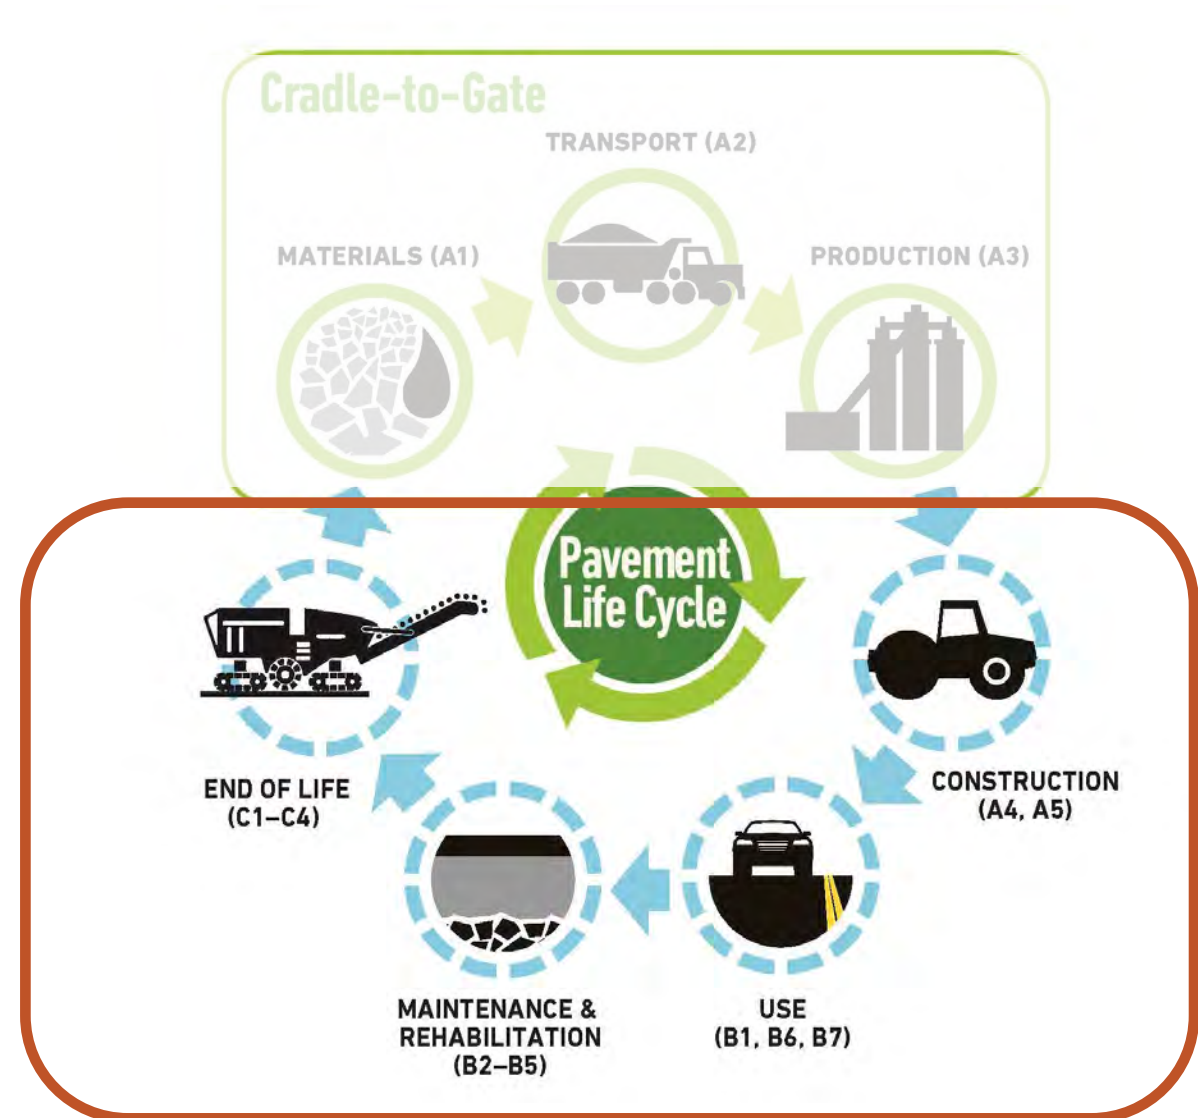 Cradle-to-Gate
TRANSPORT (A2)
MATERIALS (A1)
PRODUCTION (A3)
Pavement
Life Cycle
END OF LIFE
(C1–C4)
CONSTRUCTION
(A4, A5)
MAINTENANCE &
REHABILITATION
(B2–B5)
USE
(B1, B6, B7)